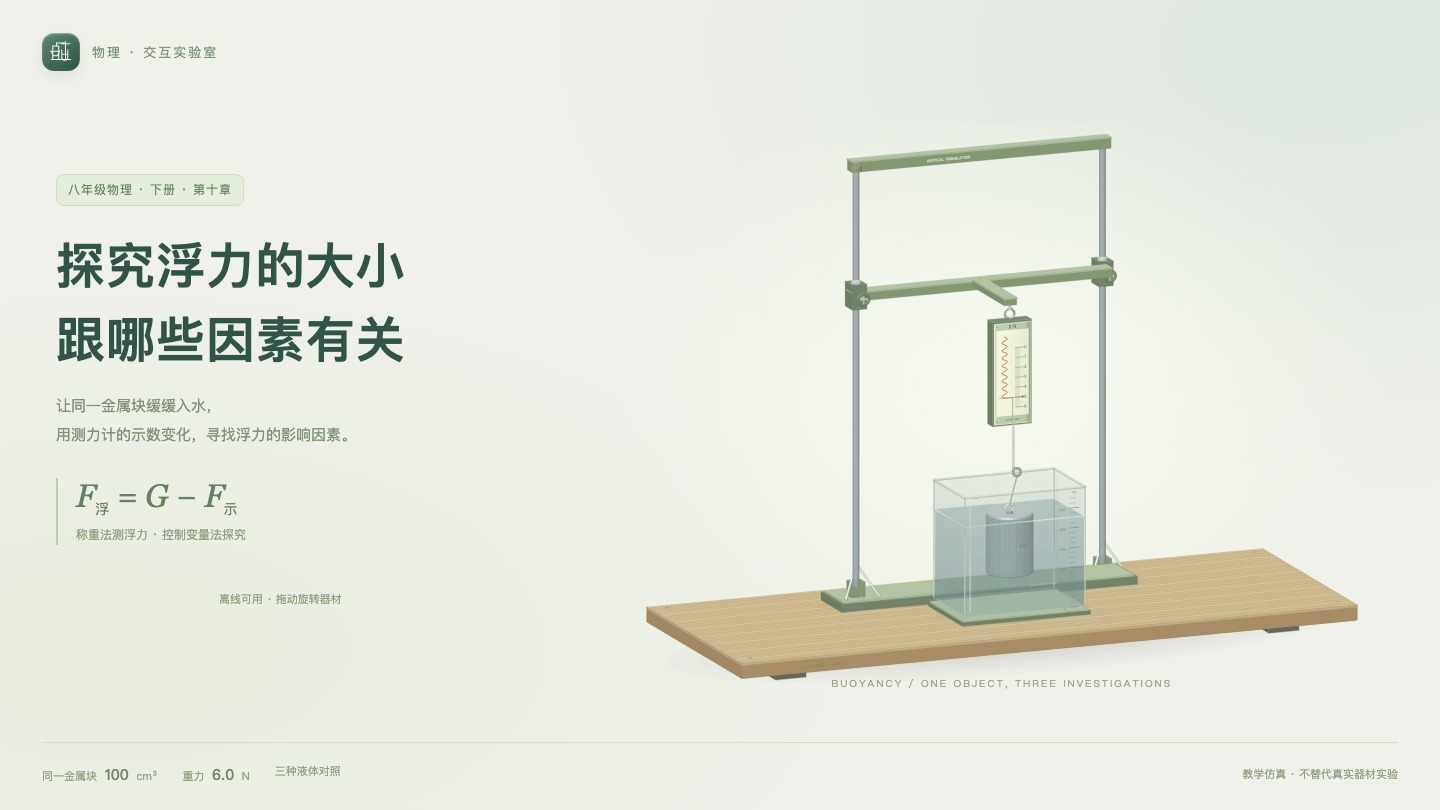 物理 · 交互实验室
八年级物理 · 下册 · 第十章
探究浮力的大小
跟哪些因素有关
让同一金属块缓缓入水，
用测力计的示数变化，寻找浮力的影响因素。
F浮 = G − F示
称重法测浮力 · 控制变量法探究
离线可用 · 拖动旋转器材
VERTICAL TRANSLATION
BUOYANCY / ONE OBJECT, THREE INVESTIGATIONS
同一金属块 100 cm³ 重力 6.0 N 三种液体对照
教学仿真 · 不替代真实器材实验